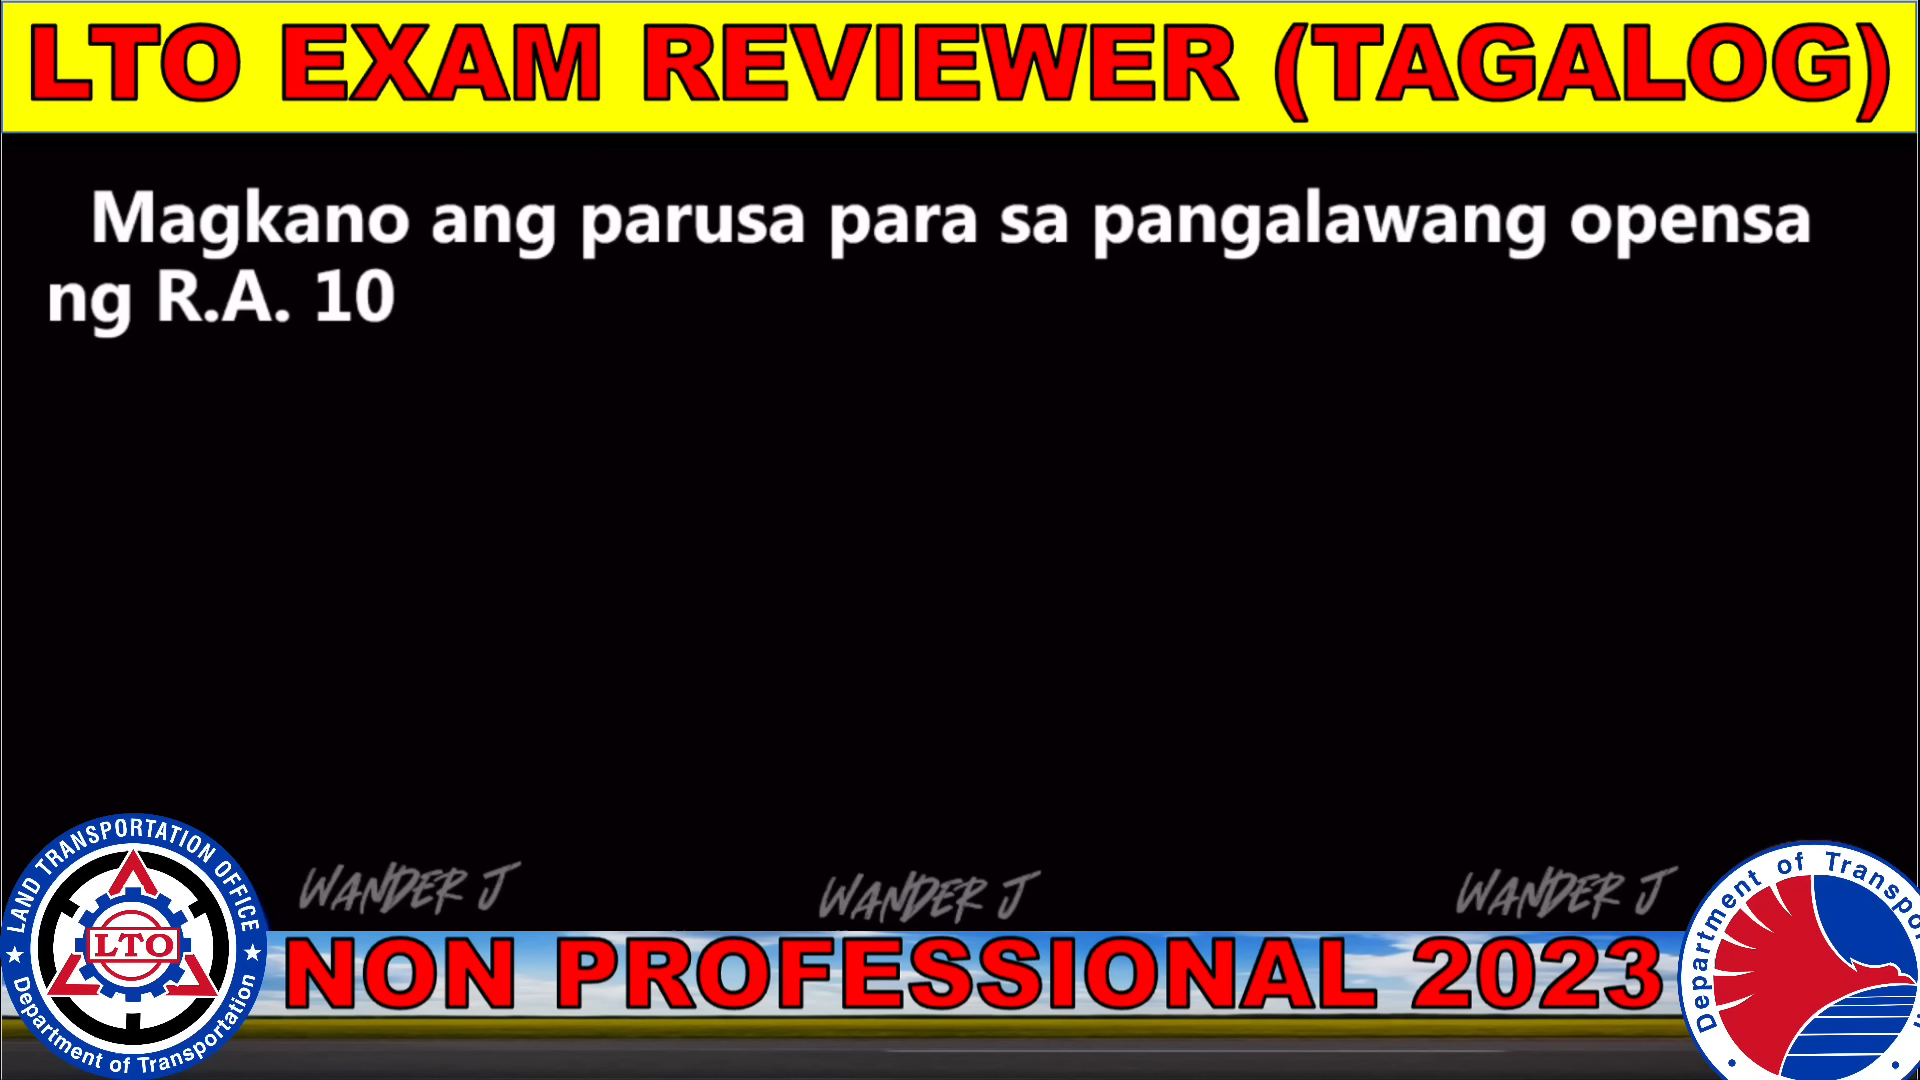 LTO EXAM REVIEWER (TAGALOG)
Magkano ang parusa para sa pangalawang opensa
ng R.A. 10
WANDER J
WANDER J
WANDER J
LAND TRANSPORTATION OFFICE
LTO
Department of Transportation
NON PROFESSIONAL 2023
Department of